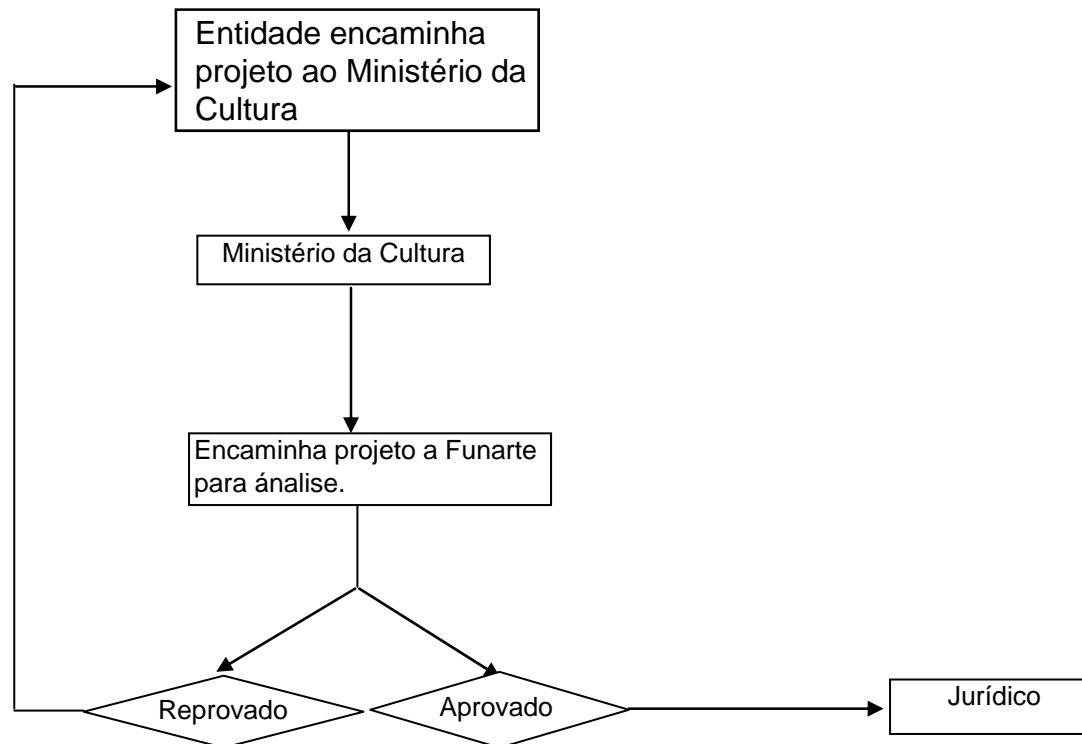 Entidade encaminha
projeto ao Ministério da
Cultura
Ministério da Cultura
Encaminha projeto a Funarte
para ánalise.
Reprovado
Aprovado
Jurídico